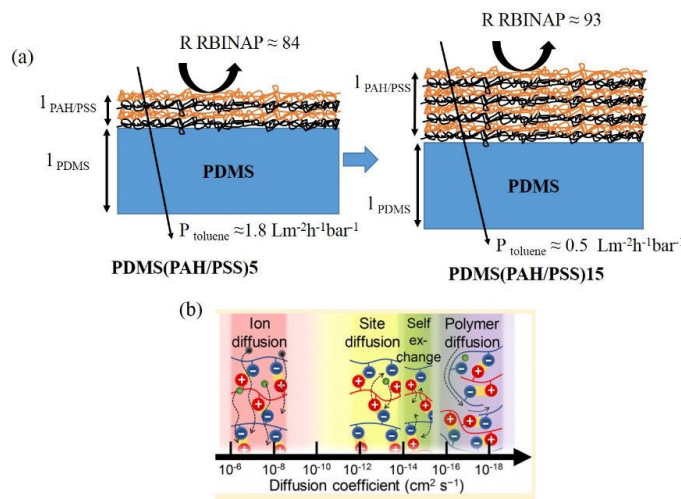 (a)
R RBINAP ≈ 84
l PAH/PSS
l PDMS
PDMS
P toluene ≈1.8 Lm⁻²h⁻¹bar⁻¹
PDMS(PAH/PSS)5
R RBINAP ≈ 93
l PAH/PSS
l PDMS
PDMS
P toluene ≈ 0.5 Lm⁻²h⁻¹bar⁻¹
PDMS(PAH/PSS)15
(b)
Ion
diffusion
Site
diffusion
Self
ex-
change
Polymer
diffusion
10⁻⁶ 10⁻⁸ 10⁻¹⁰ 10⁻¹² 10⁻¹⁴ 10⁻¹⁶ 10⁻¹⁸
Diffusion coefficient (cm² s⁻¹)